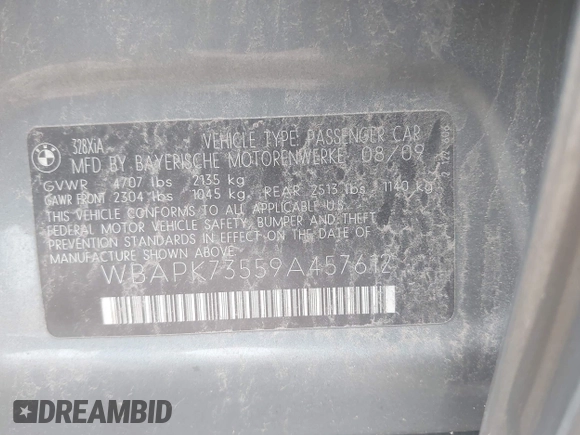 BMW
328XiA VEHICLE TYPE PASSENGER CAR
MFD BY BAYERISCHE MOTORENWERKE 08/09
GVWR 4707 lbs 2135 kg
GAWR FRONT 2304 lbs 1045 kg REAR 2513 lbs 1140 kg
THIS VEHICLE CONFORMS TO ALL APPLICABLE U.S.
FEDERAL MOTOR VEHICLE SAFETY, BUMPER AND THEFT
PREVENTION STANDARDS IN EFFECT ON THE DATE OF
MANUFACTURE SHOWN ABOVE.
WBAPK73559A457612
DREAMBID